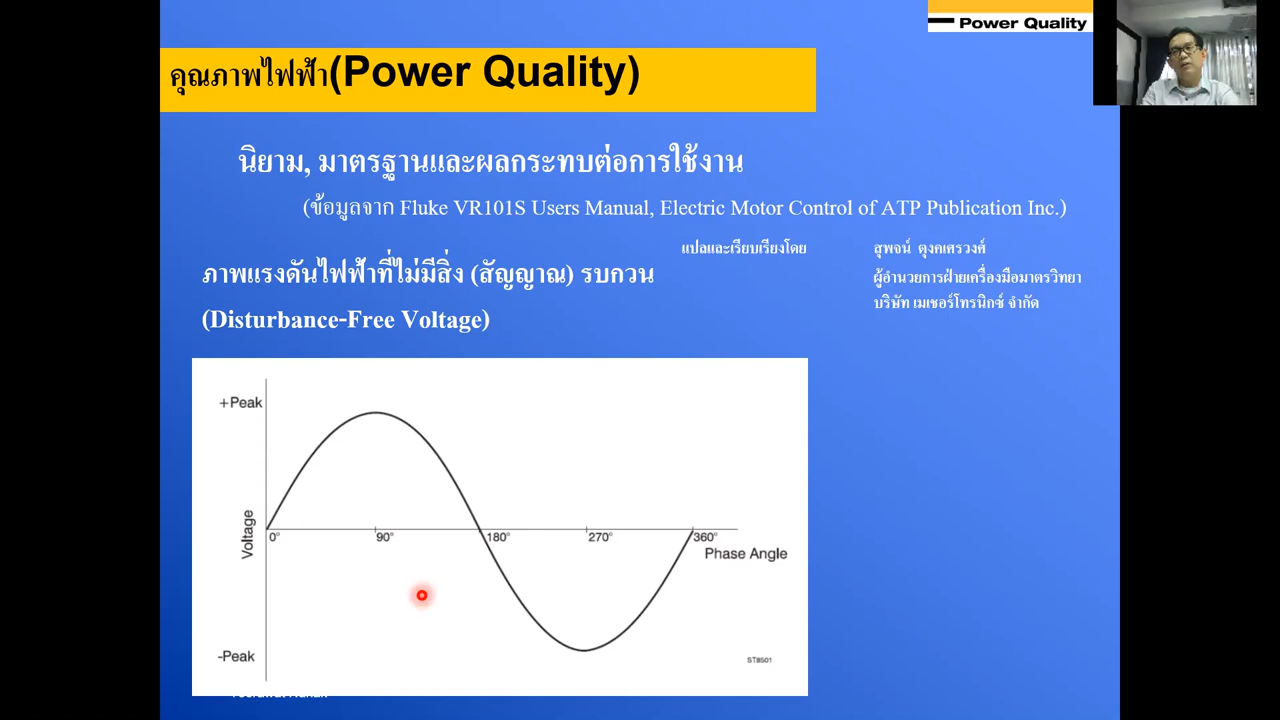 Power Quality
คุณภาพไฟฟ้า(Power Quality)
นิยาม, มาตรฐานและผลกระทบต่อการใช้งาน
(ข้อมูลจาก Fluke VR101S Users Manual, Electric Motor Control of ATP Publication Inc.)
แปลและเรียบเรียงโดย สุพจน์ ตุงคเศรวงศ์
ผู้อำนวยการฝ่ายเครื่องมือมาตรวิทยา
บริษัท เมเชอร์โทรนิกซ์ จำกัด
ภาพแรงดันไฟฟ้าที่ไม่มีสิ่ง (สัญญาณ) รบกวน
(Disturbance-Free Voltage)
+Peak
Voltage
0° 90° 180° 270° 360°
Phase Angle
-Peak
ST8501